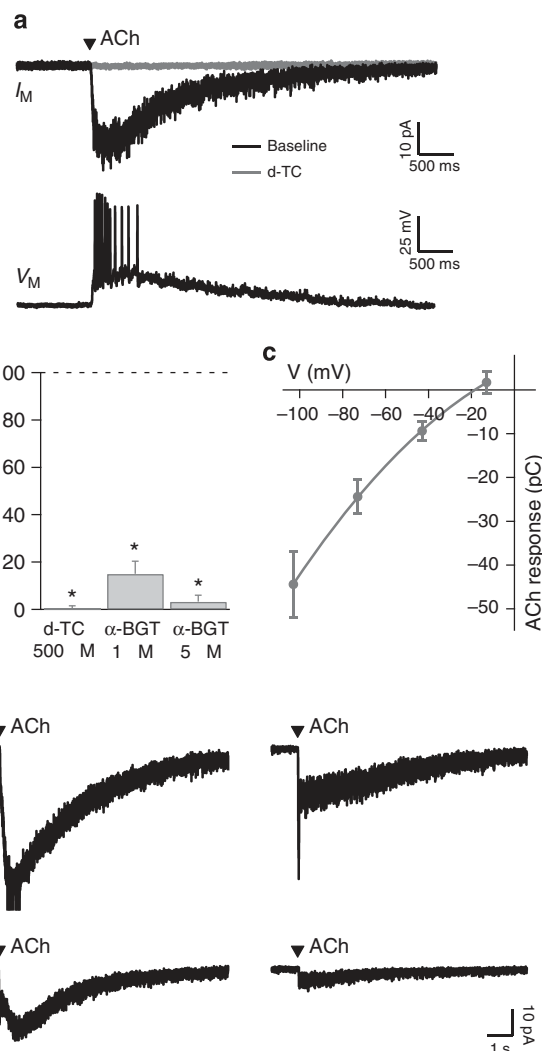 a
▼ ACh
I_M
10 pA
500 ms
Baseline
d-TC
25 mV
500 ms
V_M
c
V (mV)
00
80
60
40
20
0
* * *
d-TC α-BGT α-BGT
500 M 1 M 5 M
−100 −80 −60 −40 −20
−10
−20
−30
−40
−50
ACh response (pC)
▼ ACh ▼ ACh
▼ ACh ▼ ACh
10 pA
1 s